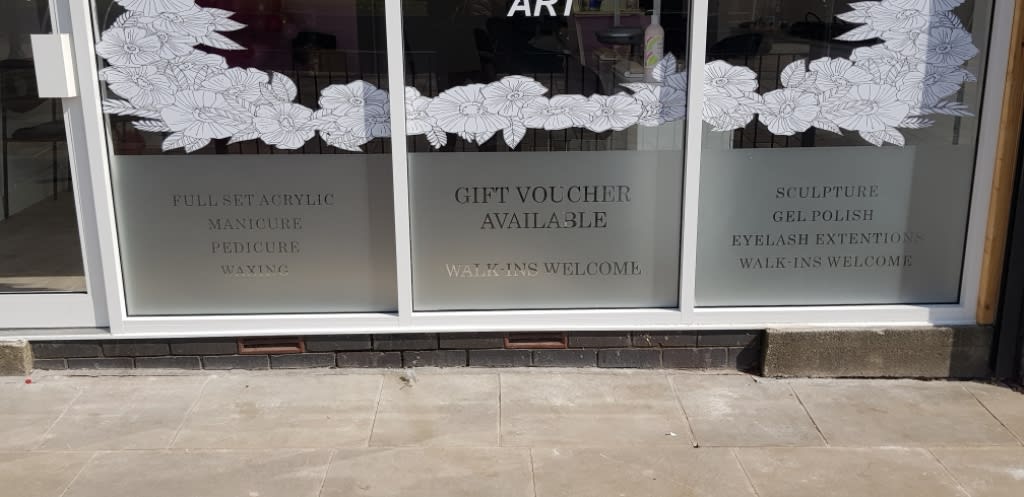 ART
FULL SET ACRYLIC
MANICURE
PEDICURE
WAXING
GIFT VOUCHER
AVAILABLE
WALK-INS WELCOME
SCULPTURE
GEL POLISH
EYELASH EXTENTIONS
WALK-INS WELCOME